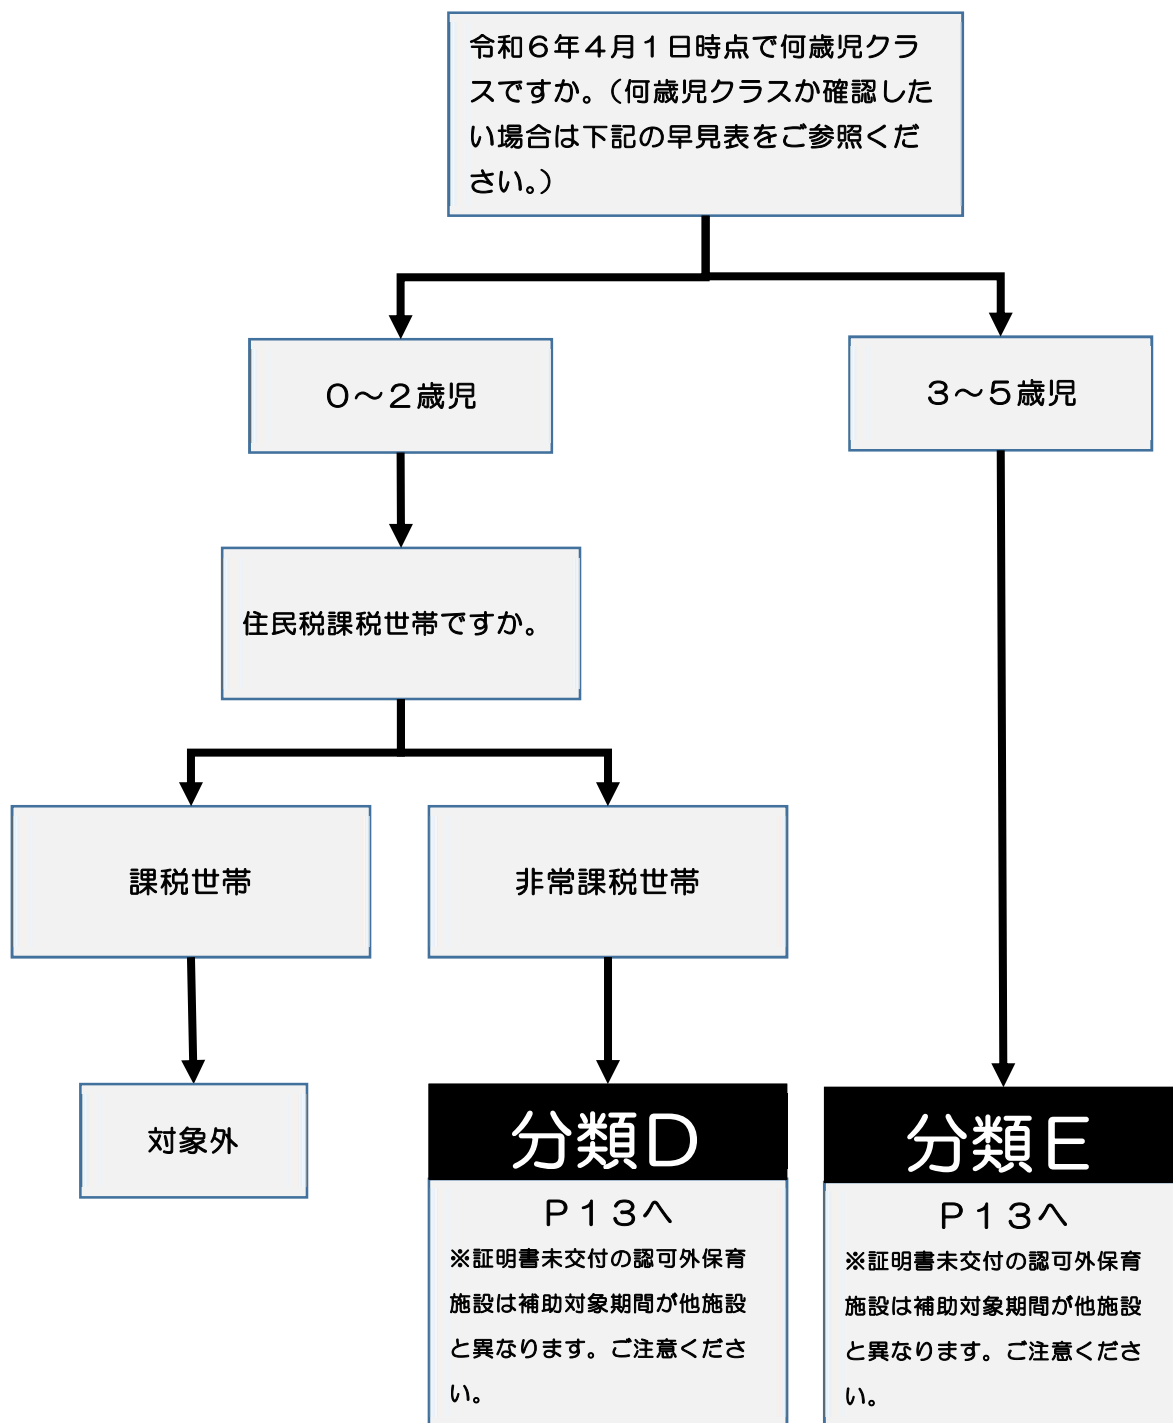 令和６年４月１日時点で何歳児クラ
スですか。（何歳児クラスか確認した
い場合は下記の早見表をご参照くだ
さい。）
０～２歳児
３～５歳児
住民税課税世帯ですか。
課税世帯
非常課税世帯
対象外
分類Ｄ
Ｐ１３へ
※証明書未交付の認可外保育
施設は補助対象期間が他施設
と異なります。ご注意くださ
い。
分類Ｅ
Ｐ１３へ
※証明書未交付の認可外保育
施設は補助対象期間が他施設
と異なります。ご注意くださ
い。